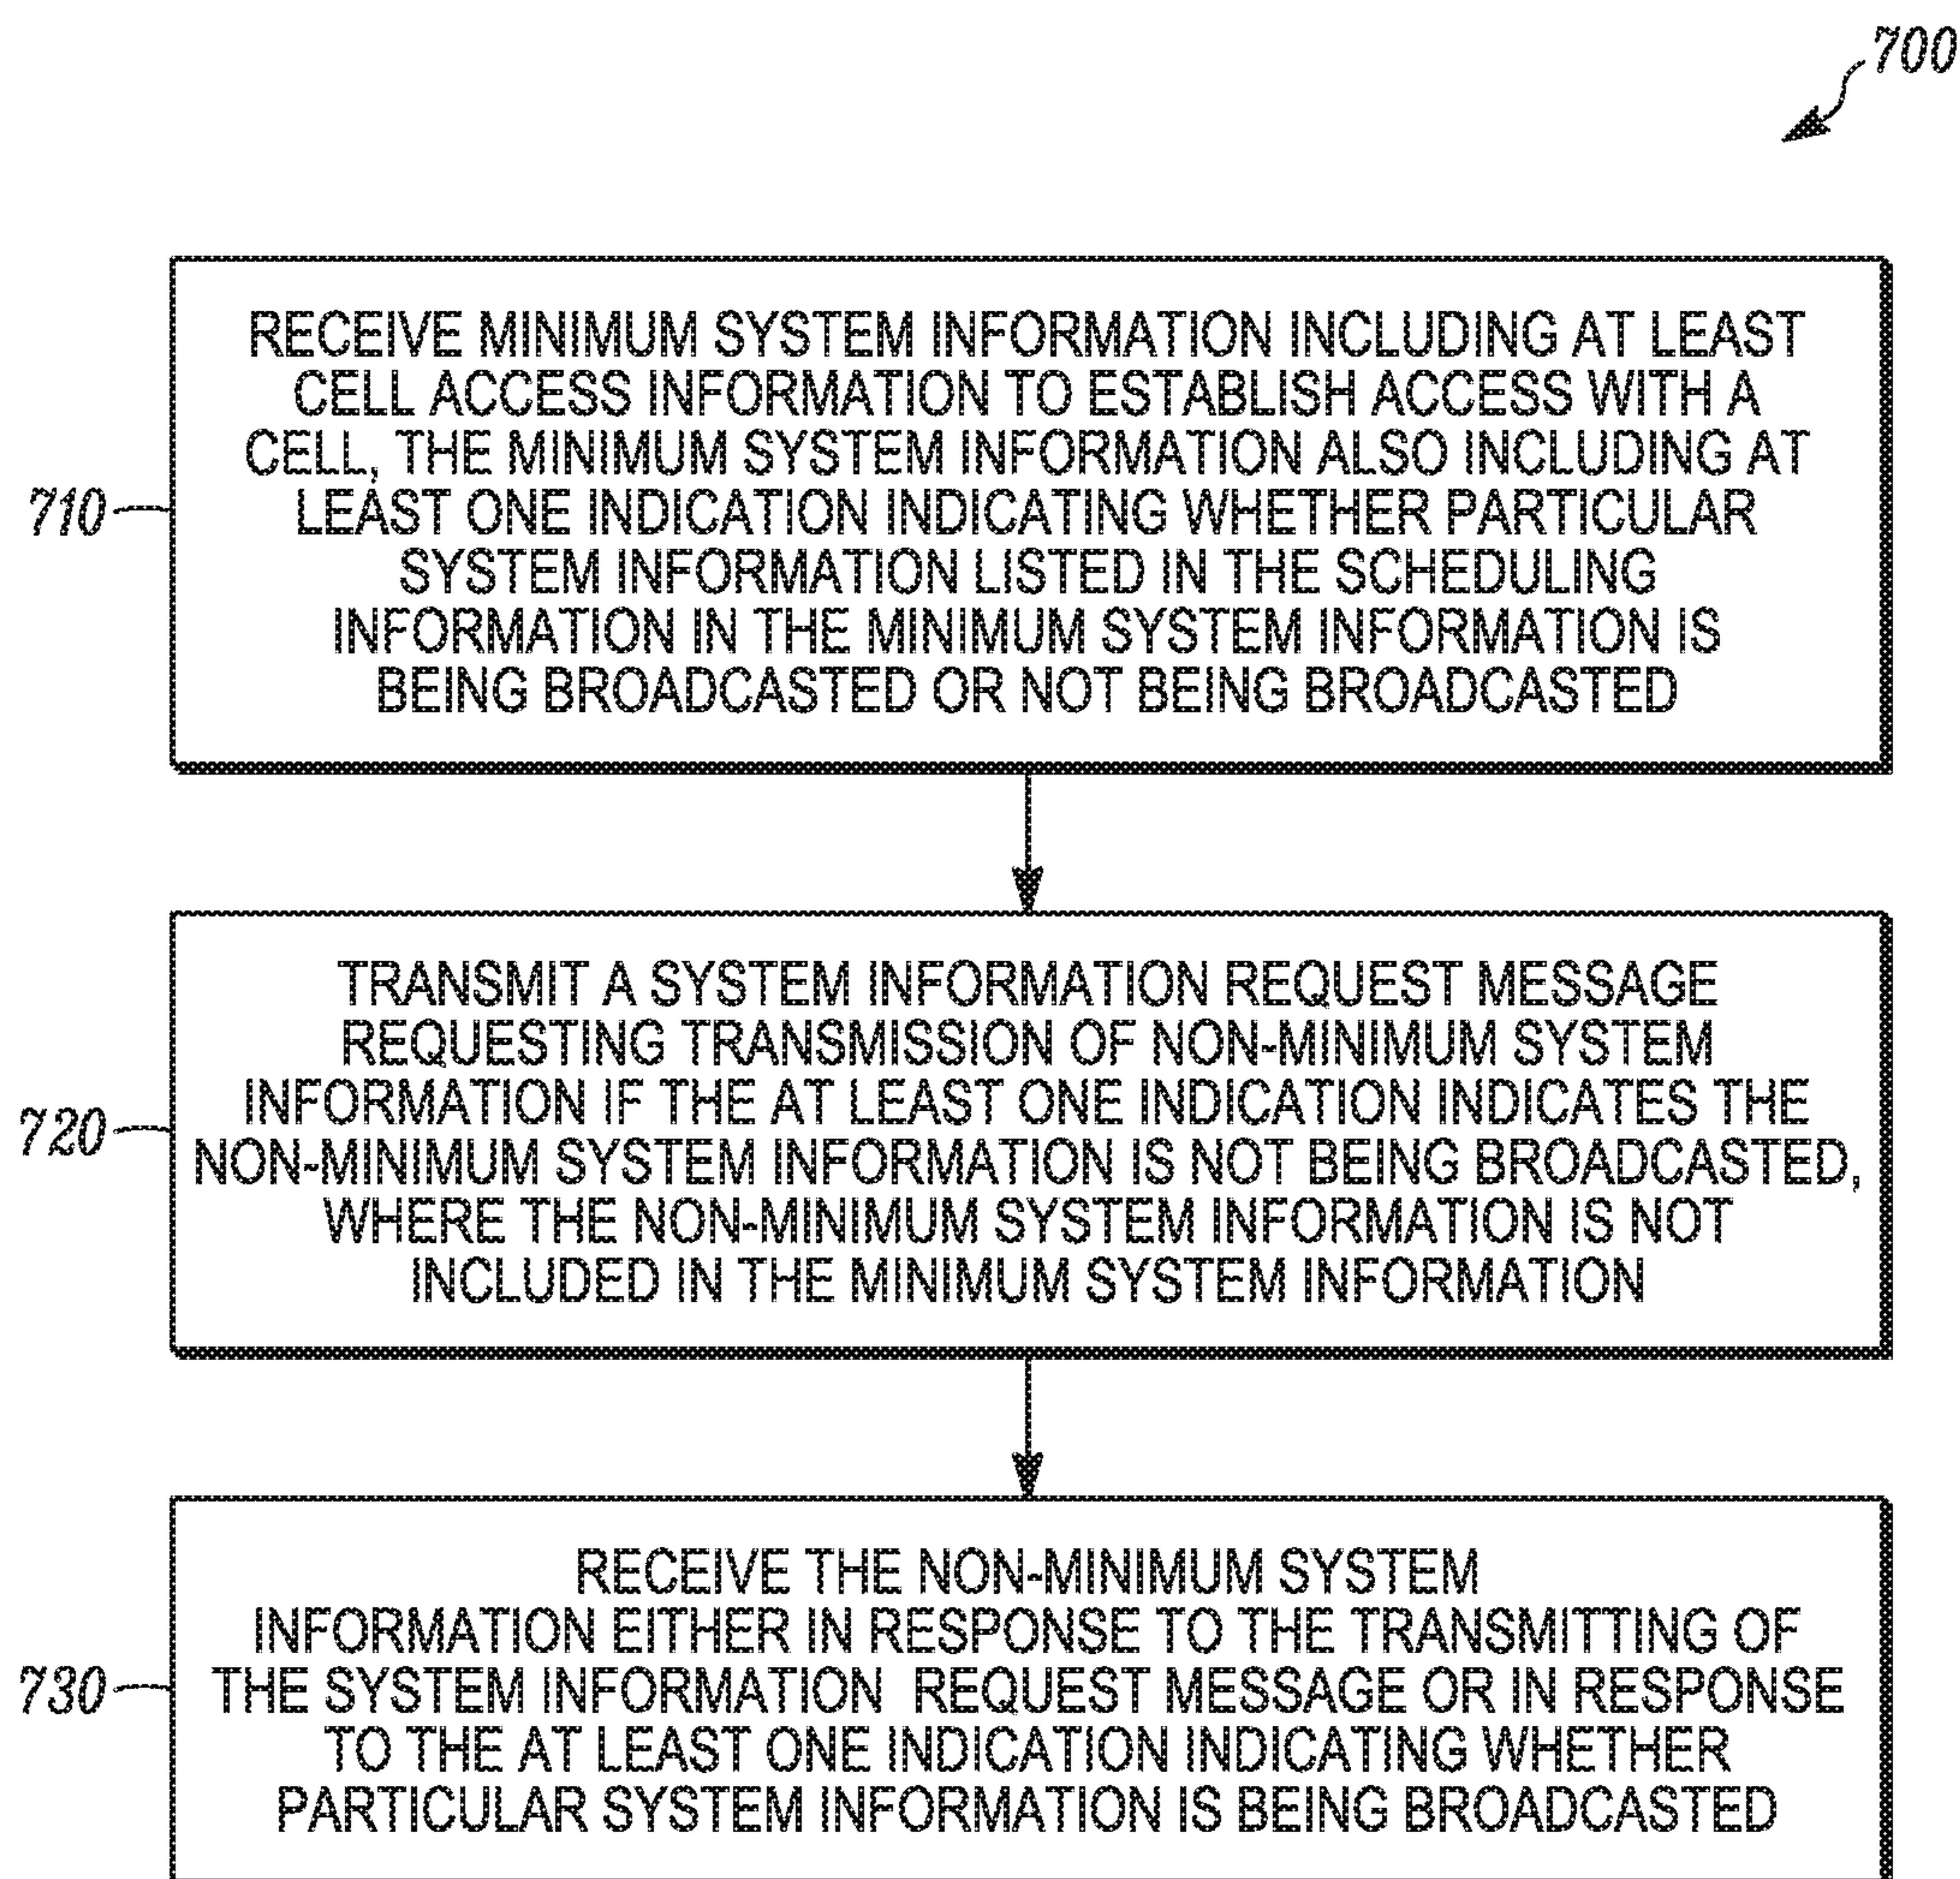 700
RECEIVE MINIMUM SYSTEM INFORMATION INCLUDING AT LEAST
CELL ACCESS INFORMATION TO ESTABLISH ACCESS WITH A
CELL, THE MINIMUM SYSTEM INFORMATION ALSO INCLUDING AT
LEAST ONE INDICATION INDICATING WHETHER PARTICULAR
SYSTEM INFORMATION LISTED IN THE SCHEDULING
INFORMATION IN THE MINIMUM SYSTEM INFORMATION IS
BEING BROADCASTED OR NOT BEING BROADCASTED
710
TRANSMIT A SYSTEM INFORMATION REQUEST MESSAGE
REQUESTING TRANSMISSION OF NON-MINIMUM SYSTEM
INFORMATION IF THE AT LEAST ONE INDICATION INDICATES THE
NON-MINIMUM SYSTEM INFORMATION IS NOT BEING BROADCASTED,
WHERE THE NON-MINIMUM SYSTEM INFORMATION IS NOT
INCLUDED IN THE MINIMUM SYSTEM INFORMATION
720
RECEIVE THE NON-MINIMUM SYSTEM
INFORMATION EITHER IN RESPONSE TO THE TRANSMITTING OF
THE SYSTEM INFORMATION REQUEST MESSAGE OR IN RESPONSE
TO THE AT LEAST ONE INDICATION INDICATING WHETHER
PARTICULAR SYSTEM INFORMATION IS BEING BROADCASTED
730